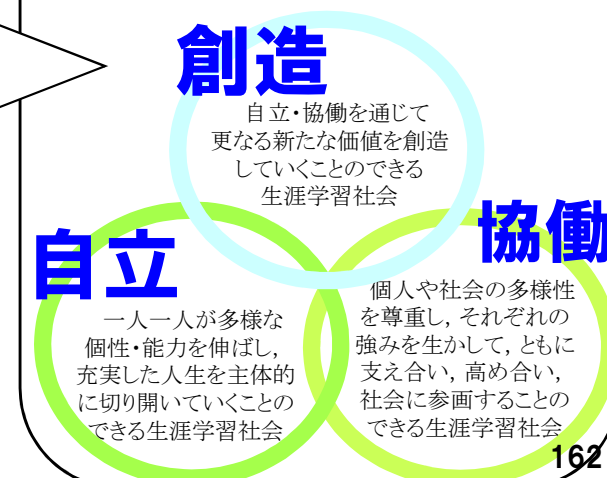 創造
自立・協働を通じて
更なる新たな価値を創造
していくことのできる
生涯学習社会
自立
一人一人が多様な
個性・能力を伸ばし，
充実した人生を主体的
に切り開いていくことの
できる生涯学習社会
協働
個人や社会の多様性
を尊重し，それぞれの
強みを生かして，ともに
支え合い，高め合い，
社会に参画することの
できる生涯学習社会
162